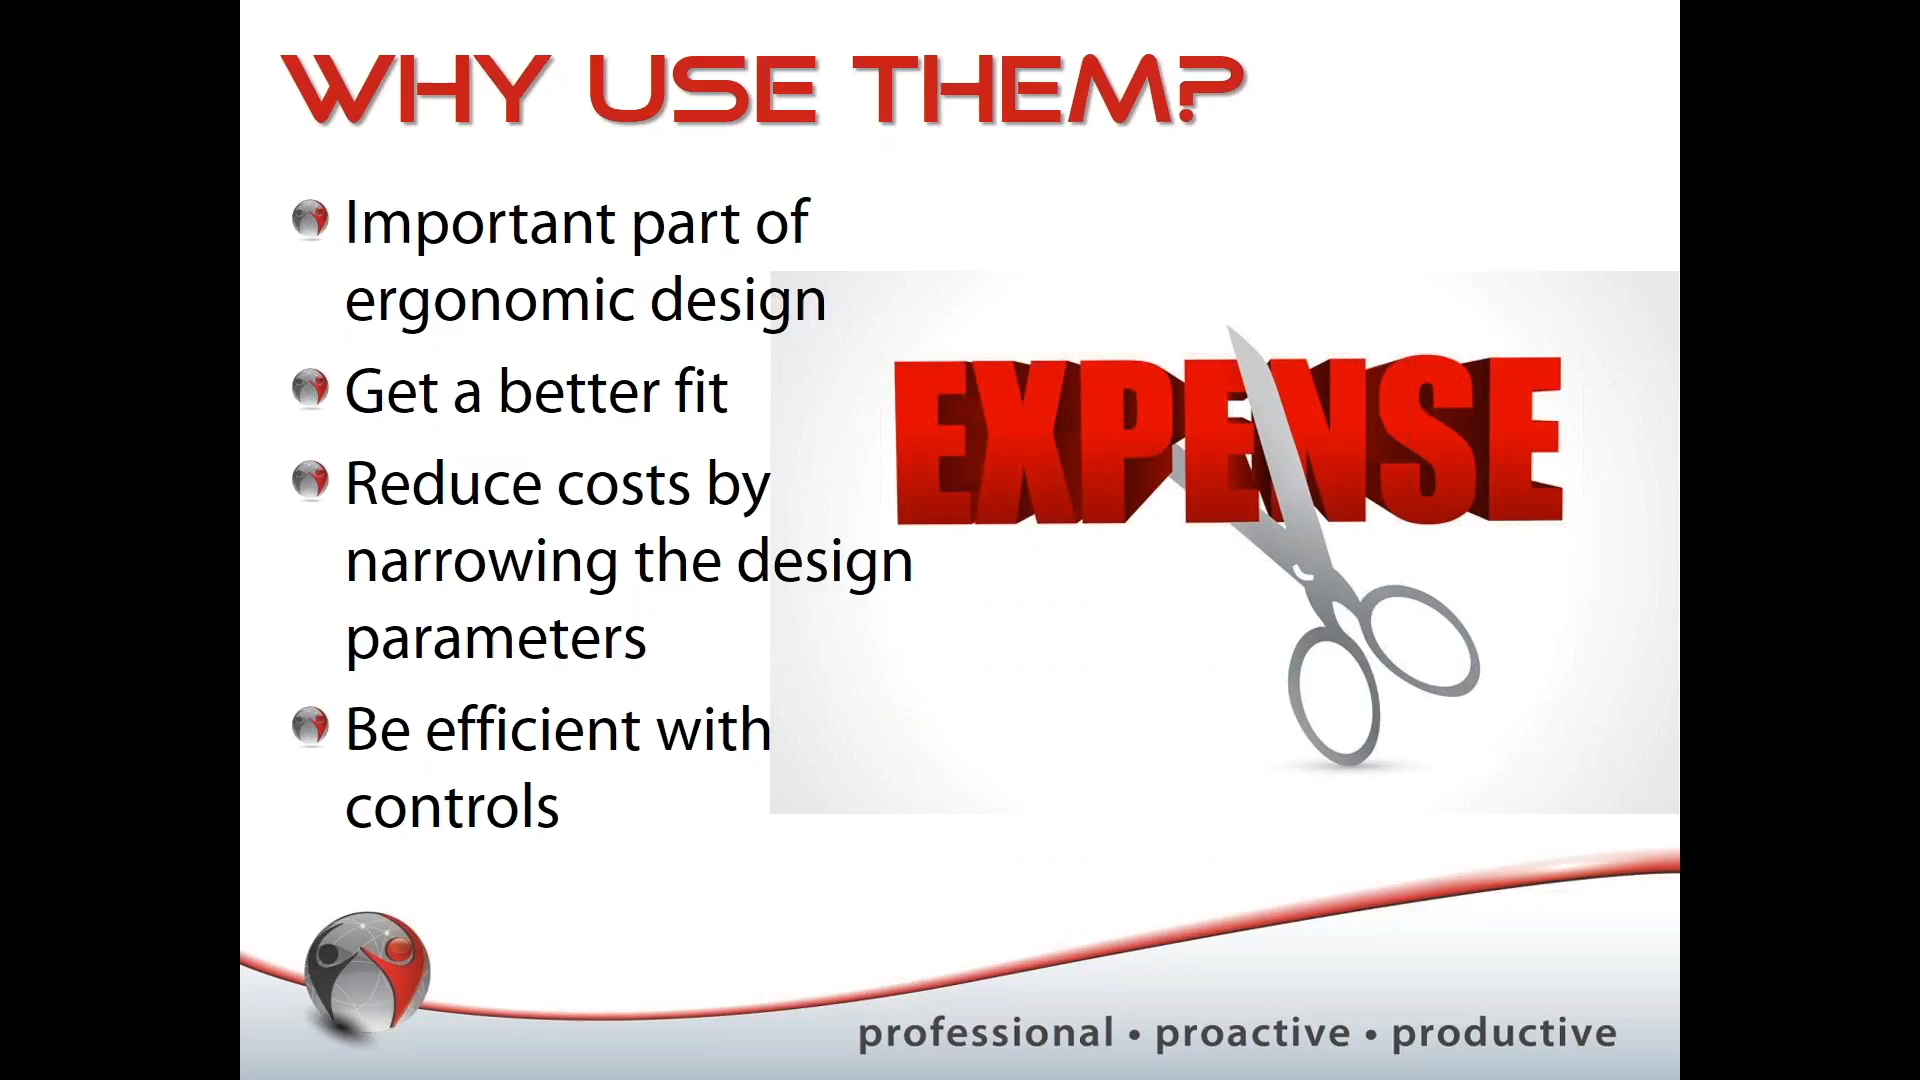 WHY USE THEM?
Important part of
ergonomic design
Get a better fit
Reduce costs by
narrowing the design
parameters
Be efficient with
controls
EXPENSE
professional • proactive • productive